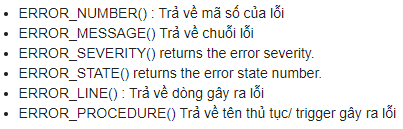 • ERROR_NUMBER() : Trả về mã số của lỗi
• ERROR_MESSAGE() Trả về chuỗi lỗi
• ERROR_SEVERITY() returns the error severity.
• ERROR_STATE() returns the error state number.
• ERROR_LINE() : Trả về dòng gây ra lỗi
• ERROR_PROCEDURE() Trả về tên thủ tục/ trigger gây ra lỗi